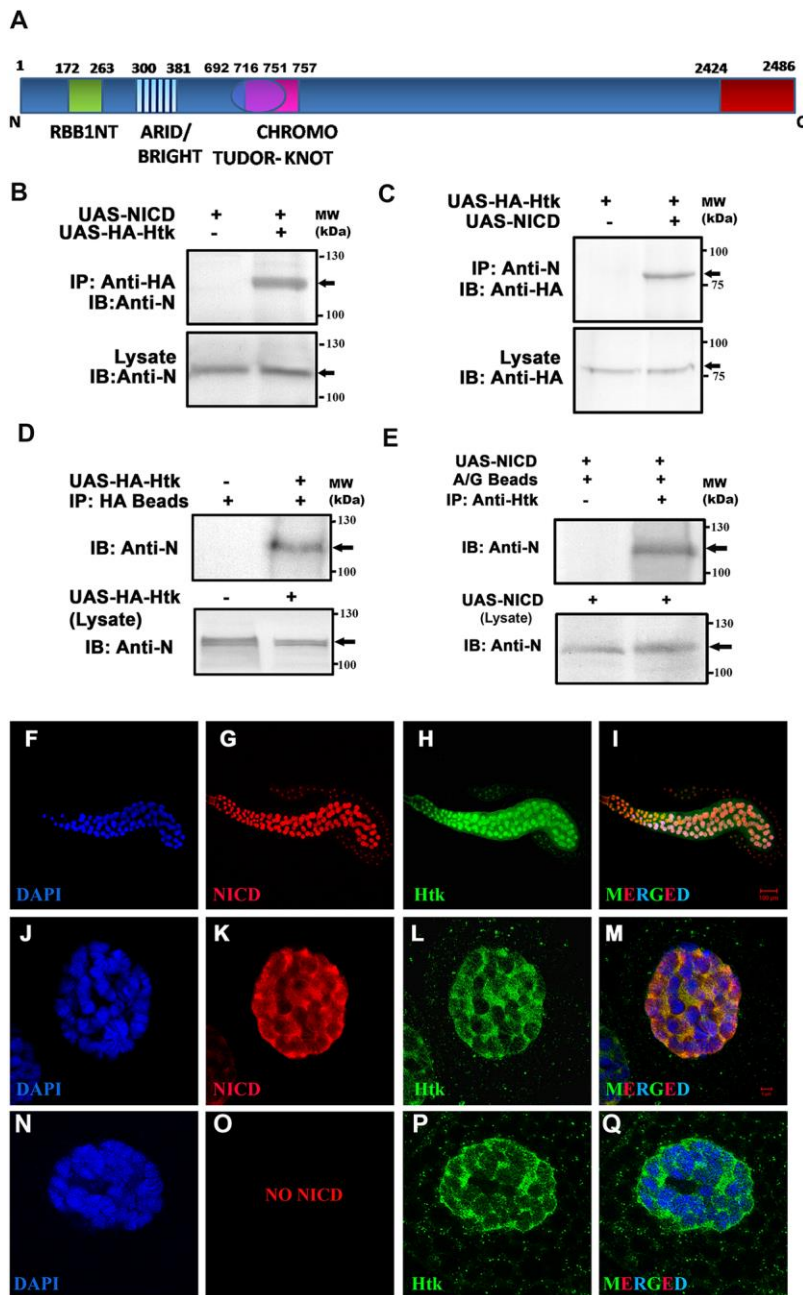 A
1 172 263 300 381 692 716 751 757 2424 2486
N C
RBB1NT ARID/ CHROMO
BRIGHT TUDOR-KNOT
B
UAS-NICD + + MW
UAS-HA-Htk - + (kDa)
IP: Anti-HA
IB:Anti-N
130
100
Lysate
IB:Anti-N
130
100
C
UAS-HA-Htk + + MW
UAS-NICD - + (kDa)
IP: Anti-N
IB: Anti-HA
100
75
Lysate
IB: Anti-HA
100
75
D
UAS-HA-Htk - + MW
IP: HA Beads + + (kDa)
IB: Anti-N
130
100
UAS-HA-Htk - +
(Lysate)
IB: Anti-N
130
100
E
UAS-NICD + +
A/G Beads + + MW
IP: Anti-Htk - + (kDa)
IB: Anti-N
130
100
UAS-NICD + +
(Lysate)
IB: Anti-N
130
100
F G H I
DAPI NICD Htk MERGED
J K L M
DAPI NICD Htk MERGED
N O P Q
NO NICD
DAPI Htk MERGED